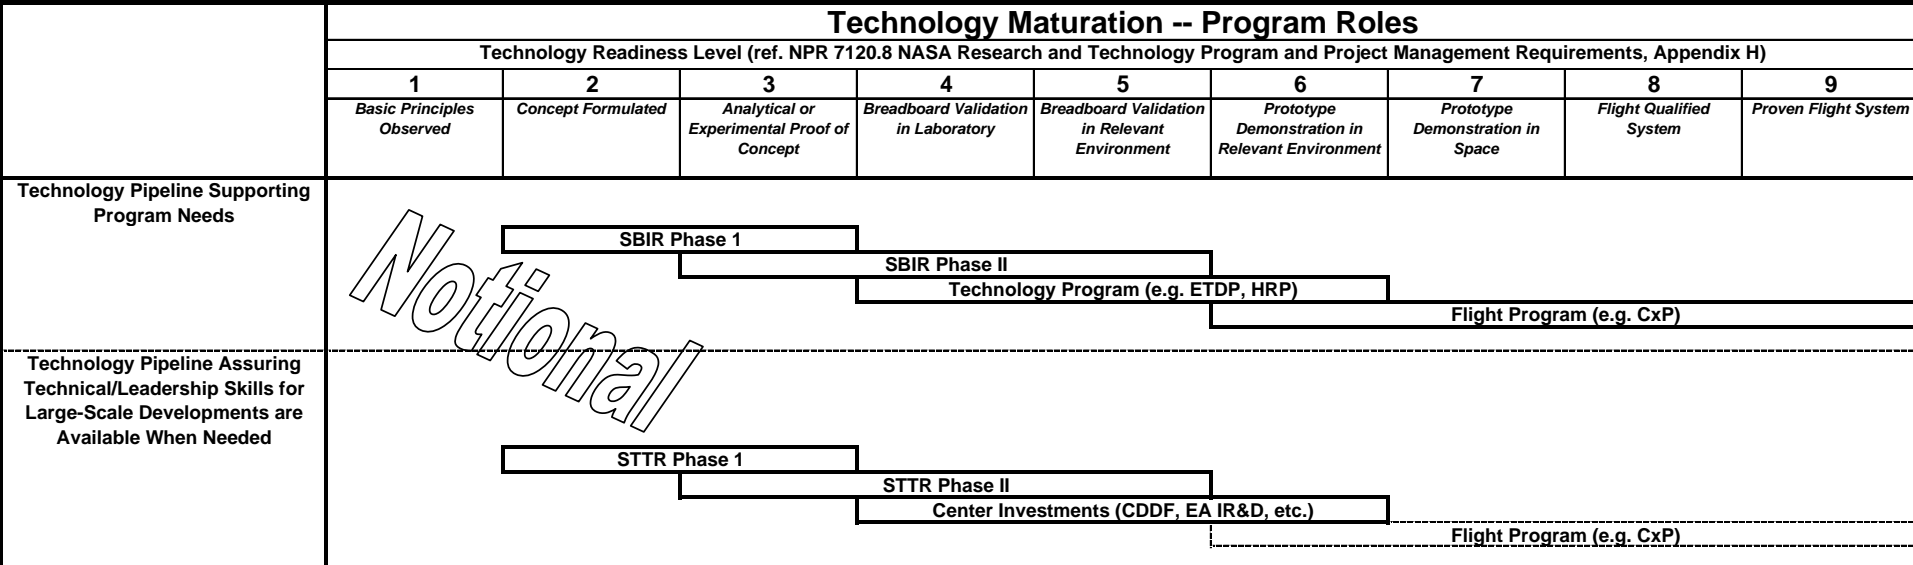 Technology Maturation -- Program Roles
Technology Readiness Level (ref. NPR 7120.8 NASA Research and Technology Program and Project Management Requirements, Appendix H)
1 2 3 4 5 6 7 8 9
Basic Principles
Observed
Concept Formulated
Analytical or
Experimental Proof of
Concept
Breadboard Validation
in Laboratory
Breadboard Validation
in Relevant
Environment
Prototype
Demonstration in
Relevant Environment
Prototype
Demonstration in
Space
Flight Qualified
System
Proven Flight System
Technology Pipeline Supporting
Program Needs
Notional
SBIR Phase 1
SBIR Phase II
Technology Program (e.g. ETDP, HRP)
Flight Program (e.g. CxP)
Technology Pipeline Assuring
Technical/Leadership Skills for
Large-Scale Developments are
Available When Needed
STTR Phase 1
STTR Phase II
Center Investments (CDDF, EA IR&D, etc.)
Flight Program (e.g. CxP)